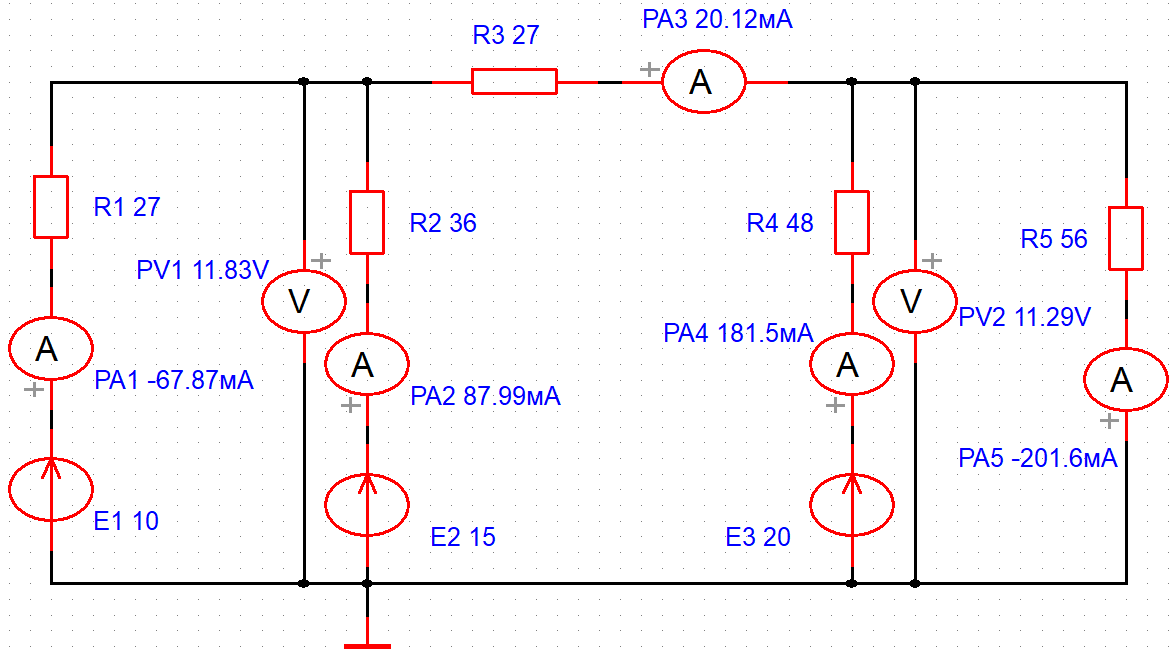 PA3 20.12мА
R3 27
A
R1 27
R2 36
R4 48
R5 56
PV1 11.83V
V
V
PV2 11.29V
PA4 181.5мА
A
A
A
A
PA1 -67.87мА
PA2 87.99мА
PA5 -201.6мА
E1 10
E2 15
E3 20